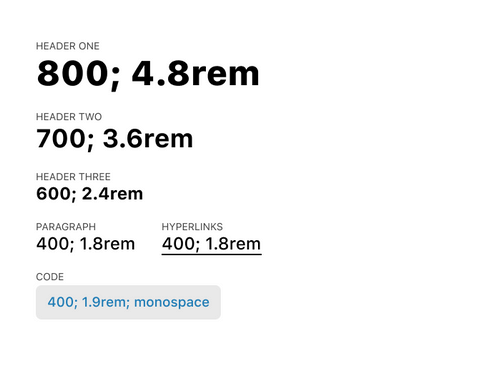 HEADER ONE
800; 4.8rem
HEADER TWO
700; 3.6rem
HEADER THREE
600; 2.4rem
PARAGRAPH
400; 1.8rem
HYPERLINKS
400; 1.8rem
CODE
400; 1.9rem; monospace